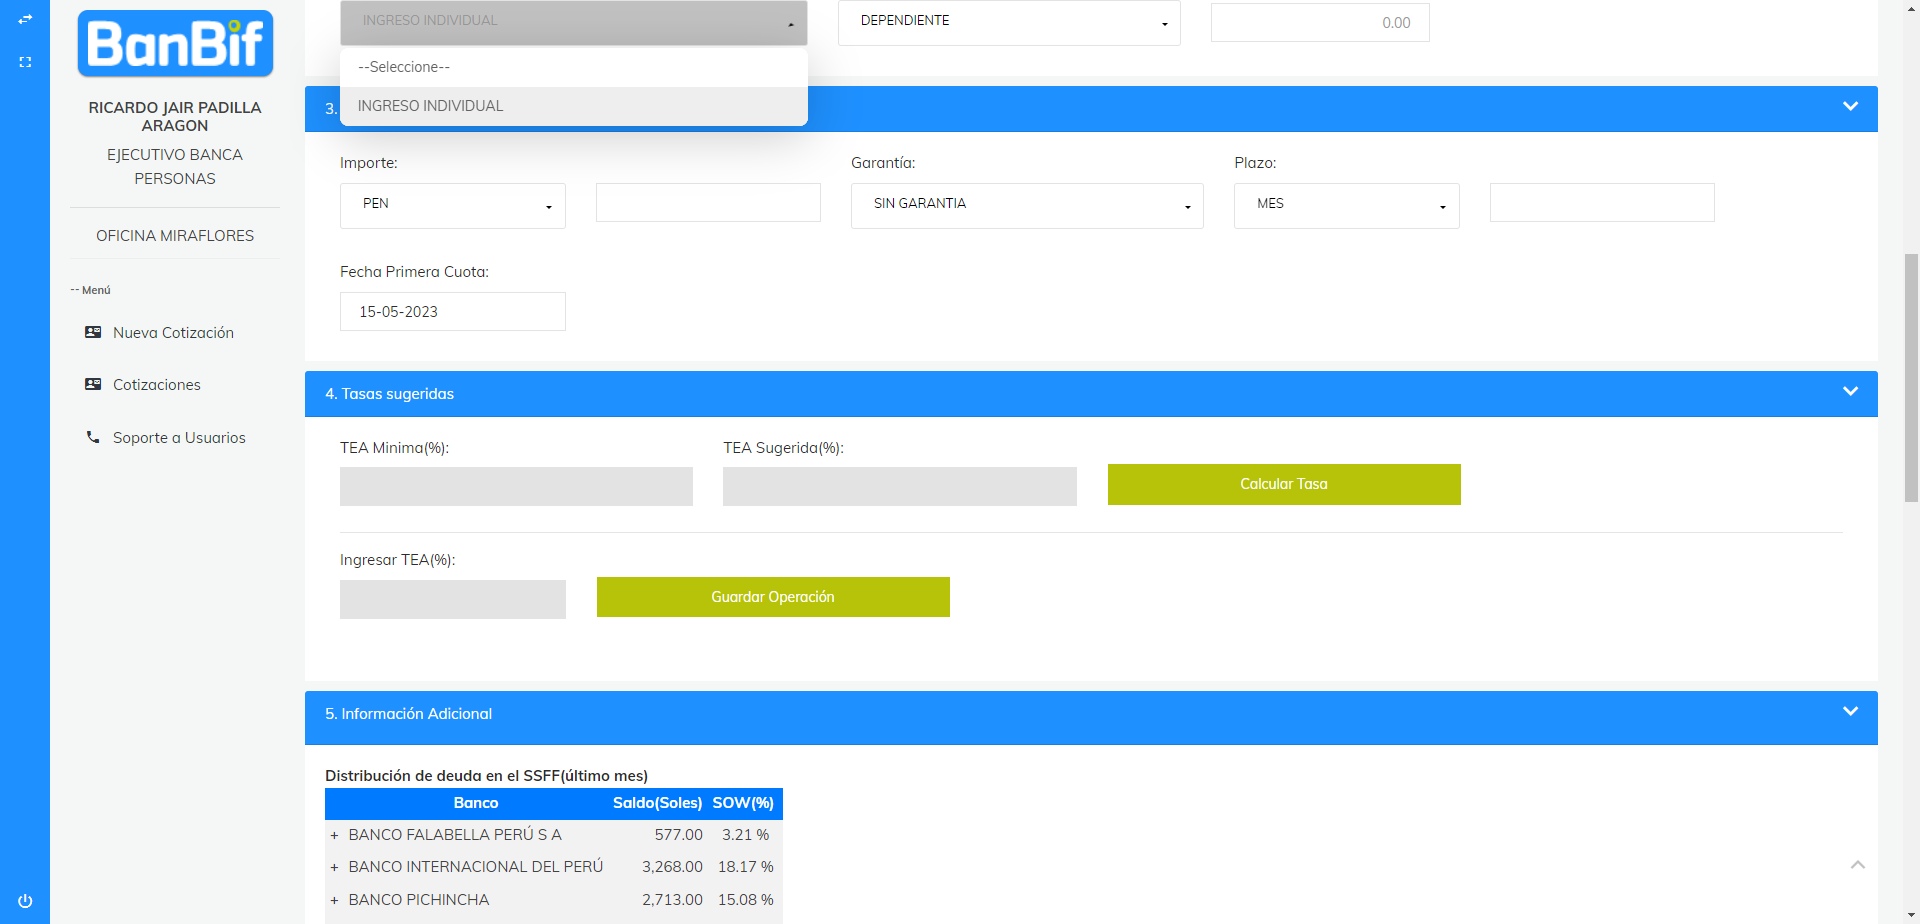 BanBif
RICARDO JAIR PADILLA
ARAGON
EJECUTIVO BANCA
PERSONAS
OFICINA MIRAFLORES
-- Menú
Nueva Cotización
Cotizaciones
Soporte a Usuarios
INGRESO INDIVIDUAL
DEPENDIENTE
0.00
--Seleccione--
INGRESO INDIVIDUAL
3.
Importe:
Garantía:
Plazo:
PEN
SIN GARANTIA
MES
Fecha Primera Cuota:
15-05-2023
4. Tasas sugeridas
TEA Minima(%):
TEA Sugerida(%):
Calcular Tasa
Ingresar TEA(%):
Guardar Operación
5. Información Adicional
Distribución de deuda en el SSFF(último mes)
Banco Saldo(Soles) SOW(%)
+ BANCO FALABELLA PERÚ S A 577.00 3.21 %
+ BANCO INTERNACIONAL DEL PERÚ 3,268.00 18.17 %
+ BANCO PICHINCHA 2,713.00 15.08 %